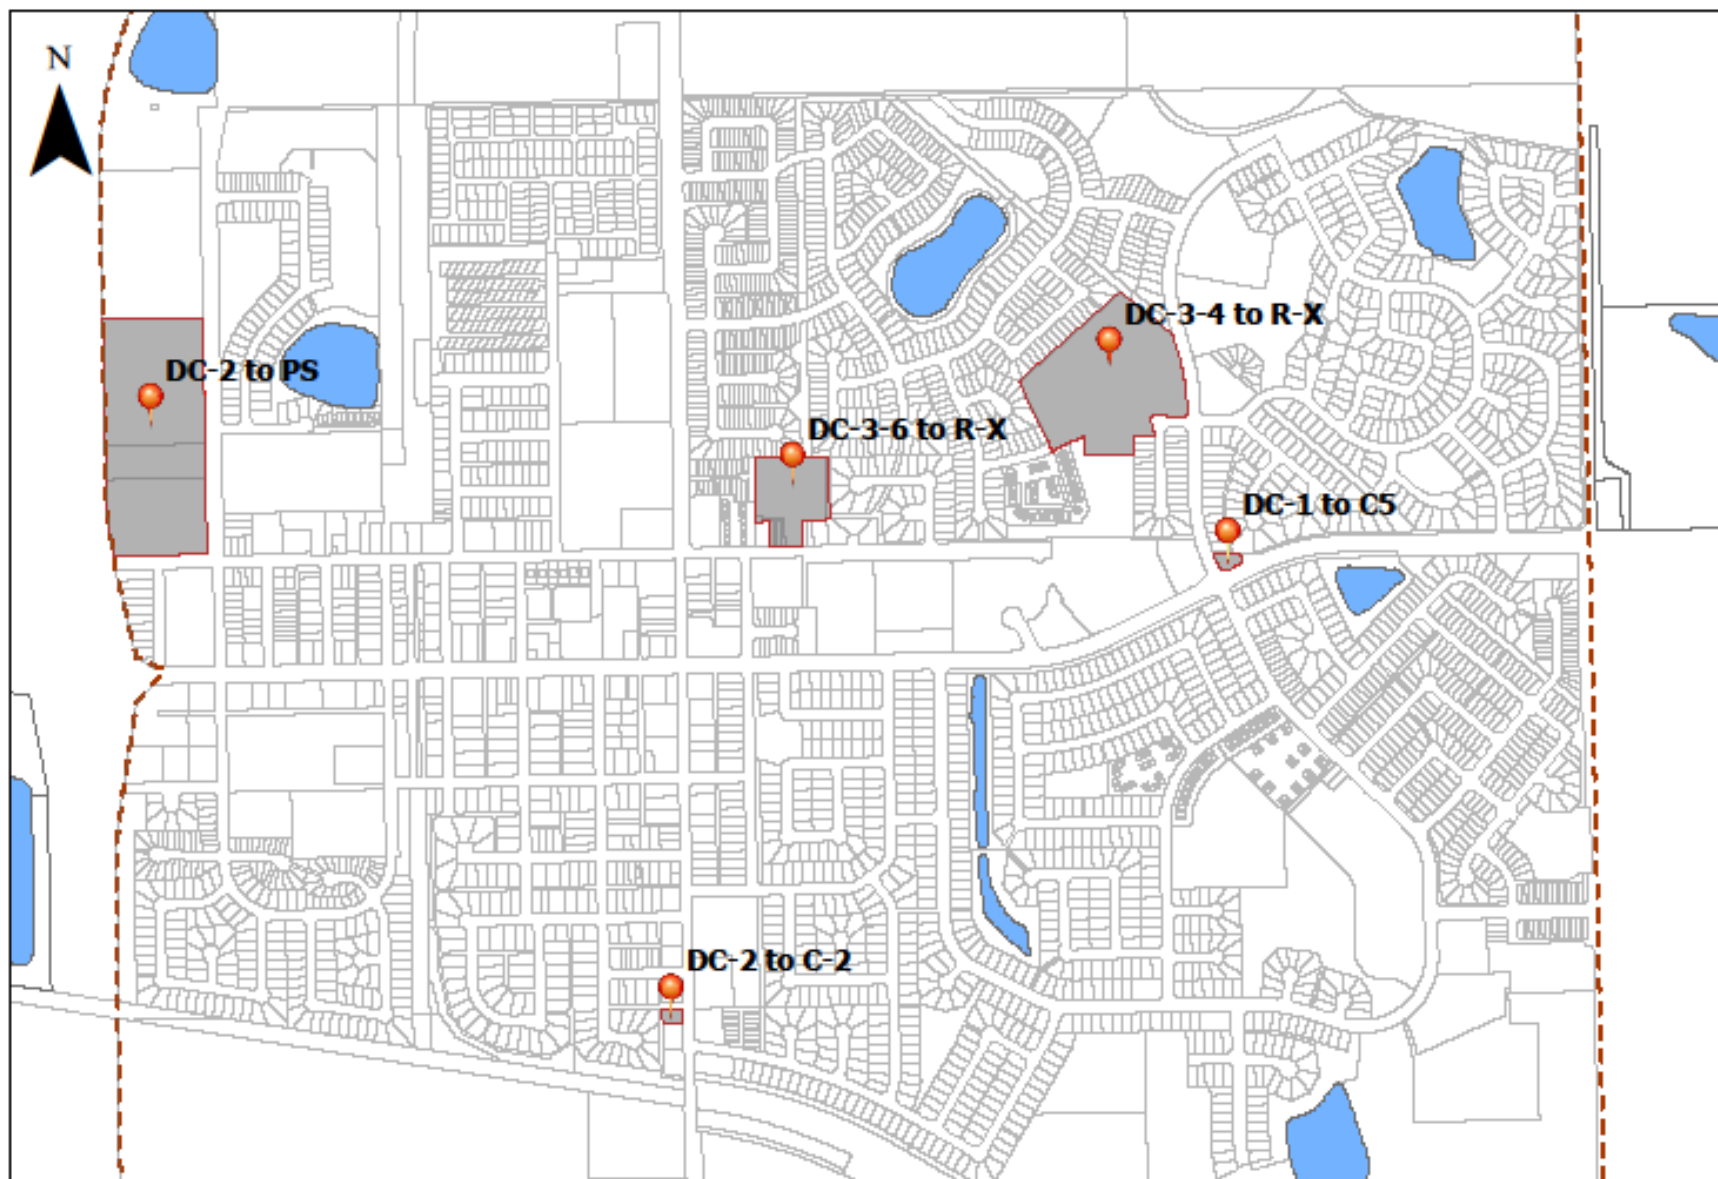 N
DC-3-4 to R-X
DC-2 to PS
DC-3-6 to R-X
DC-1 to C5
DC-2 to C-2